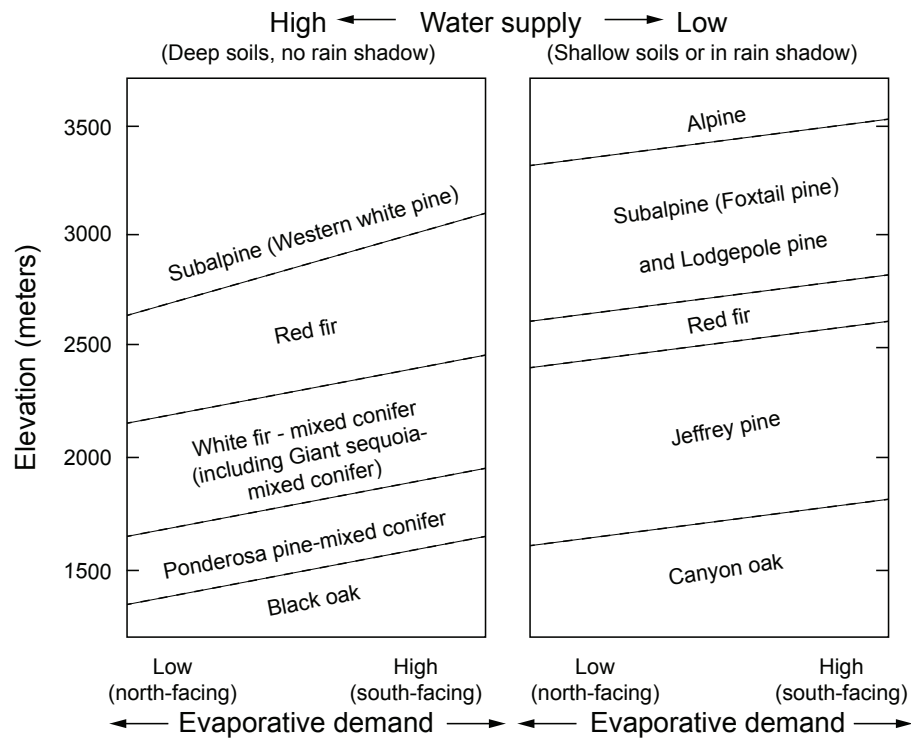 High Water supply Low
(Deep soils, no rain shadow) (Shallow soils or in rain shadow)
Elevation (meters)
3500
3000
2500
2000
1500
Subalpine (Western white pine)
Red fir
White fir - mixed conifer
(including Giant sequoia-
mixed conifer)
Ponderosa pine-mixed conifer
Black oak
Alpine
Subalpine (Foxtail pine)
and Lodgepole pine
Red fir
Jeffrey pine
Canyon oak
Low High
(north-facing) (south-facing)
Evaporative demand
Low High
(north-facing) (south-facing)
Evaporative demand